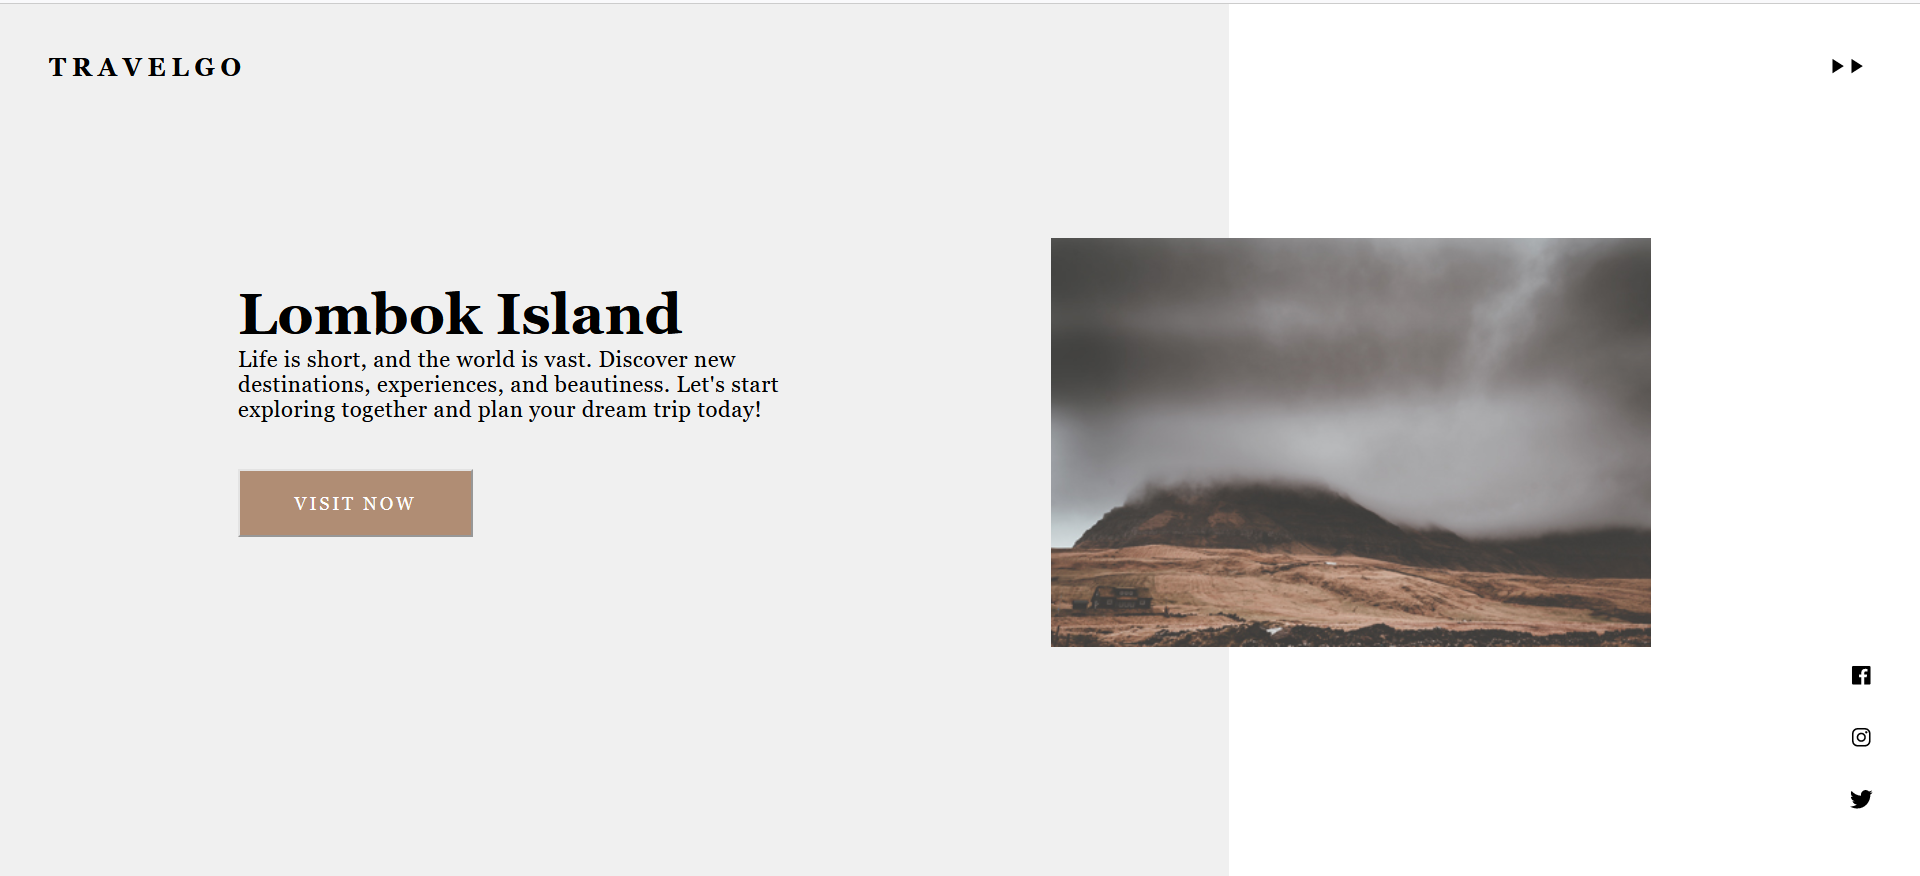 TRAVELGO
Lombok Island
Life is short, and the world is vast. Discover new
destinations, experiences, and beautiness. Let's start
exploring together and plan your dream trip today!
VISIT NOW